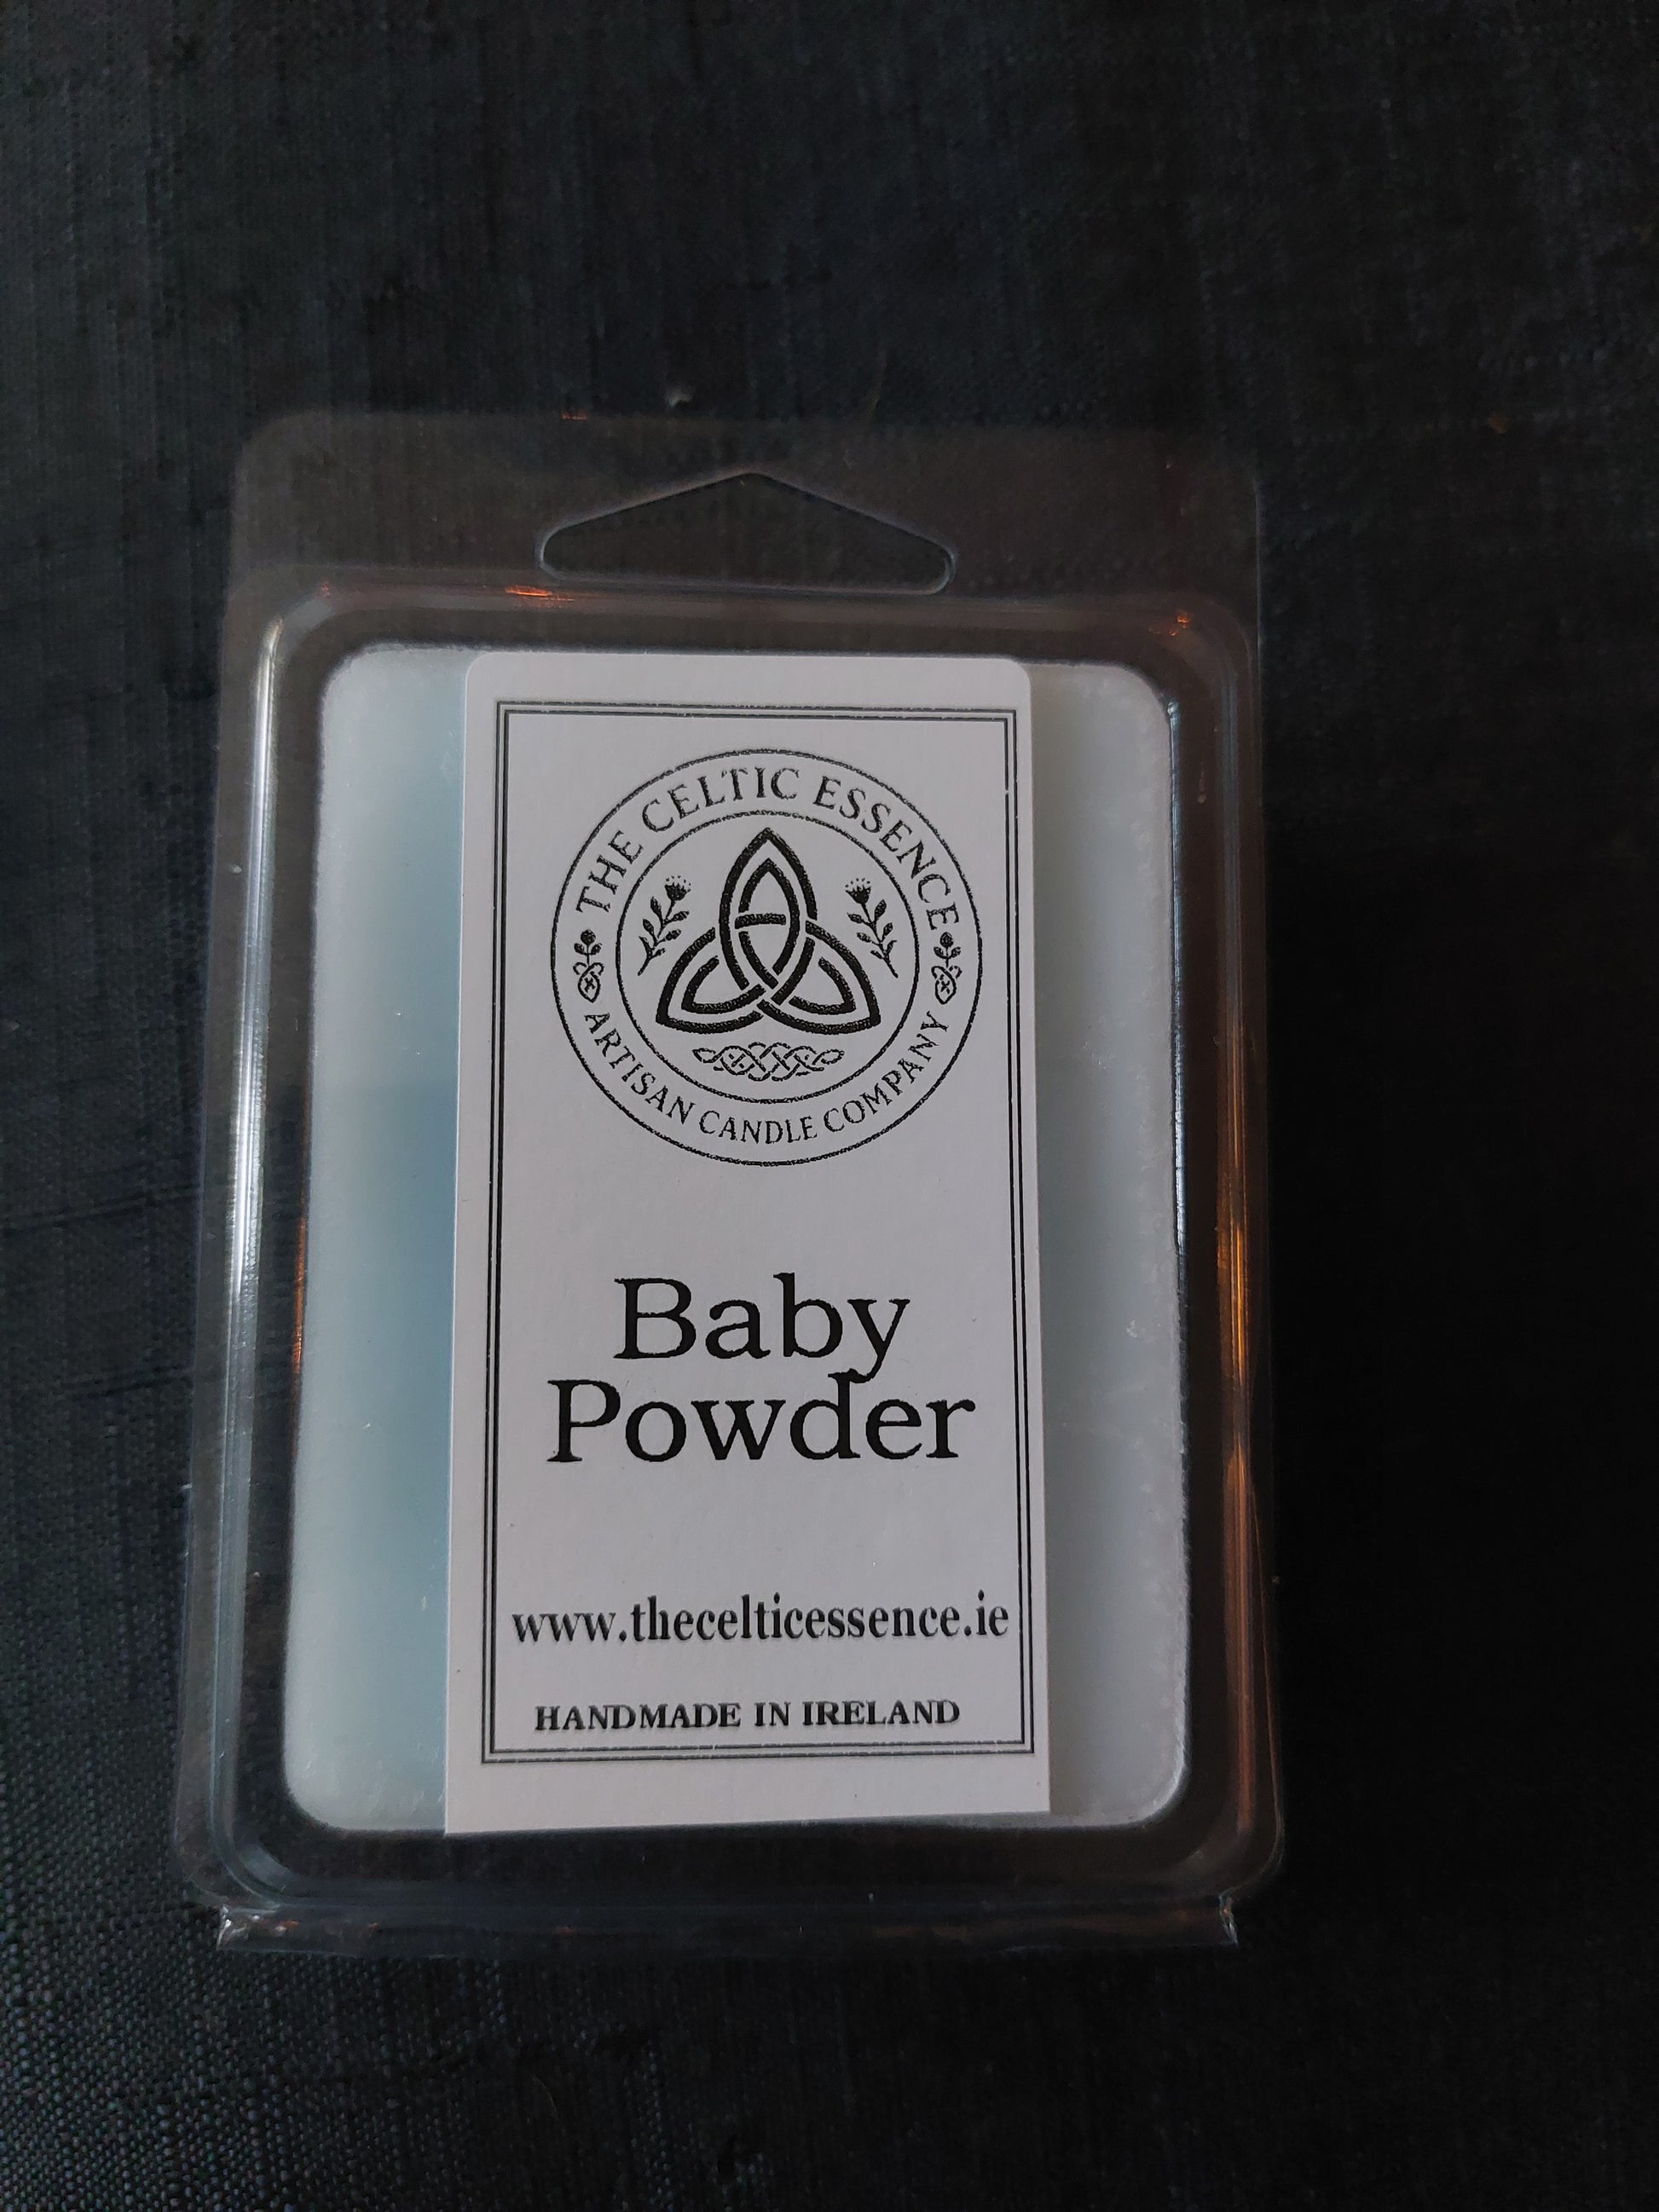 THE CELTIC ESSENCE
ARTISAN CANDLE COMPANY
Baby
Powder
www.thecelticessence.ie
HANDMADE IN IRELAND